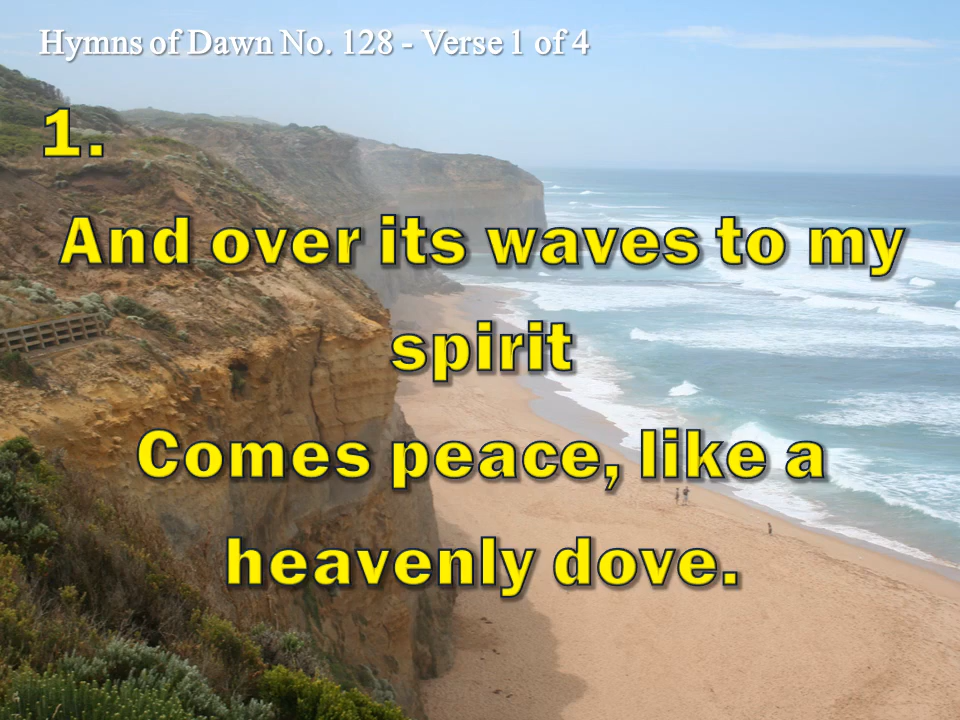 Hymns of Dawn No. 128 - Verse 1 of 4
1.
And over its waves to my
spirit
Comes peace, like a
heavenly dove.